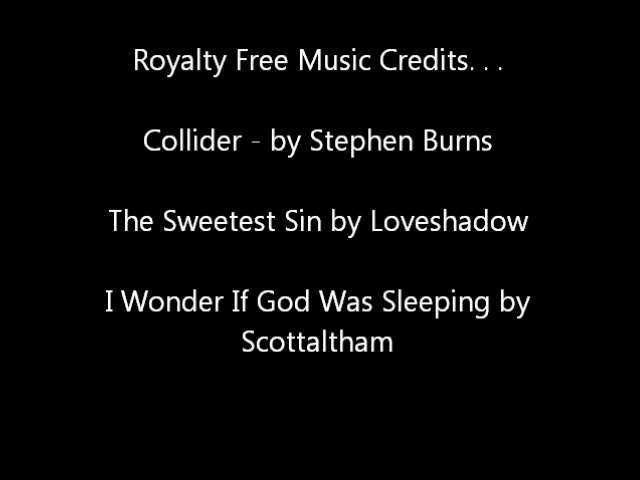 Royalty Free Music Credits. . .
Collider - by Stephen Burns
The Sweetest Sin by Loveshadow
I Wonder If God Was Sleeping by
Scottaltham